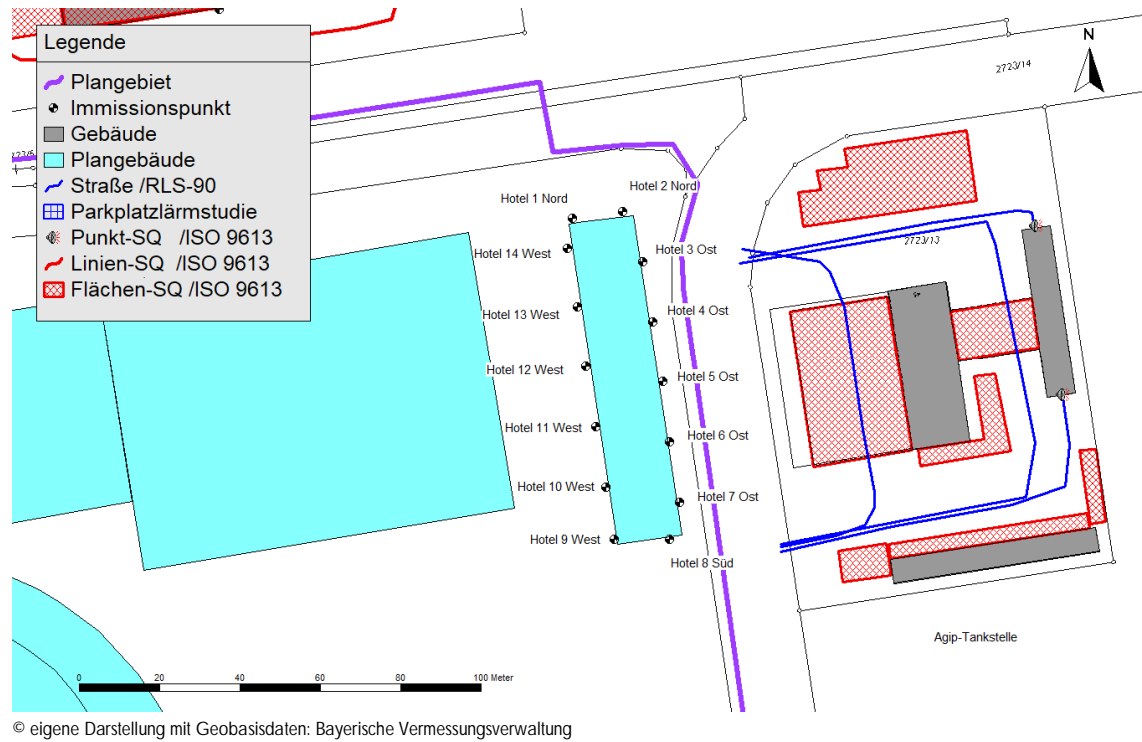 Legende
Plangebiet
Immissionspunkt
Gebäude
Plangebäude
Straße /RLS-90
Parkplatzlärmstudie
Punkt-SQ /ISO 9613
Linien-SQ /ISO 9613
Flächen-SQ /ISO 9613
N
2723/14
2723/13
Hotel 1 Nord
Hotel 2 Nord
Hotel 14 West
Hotel 3 Ost
Hotel 13 West
Hotel 4 Ost
Hotel 12 West
Hotel 5 Ost
Hotel 11 West
Hotel 6 Ost
Hotel 10 West
Hotel 7 Ost
Hotel 9 West
Hotel 8 Süd
Agip-Tankstelle
0 20 40 60 80 100 Meter
© eigene Darstellung mit Geobasisdaten: Bayerische Vermessungsverwaltung